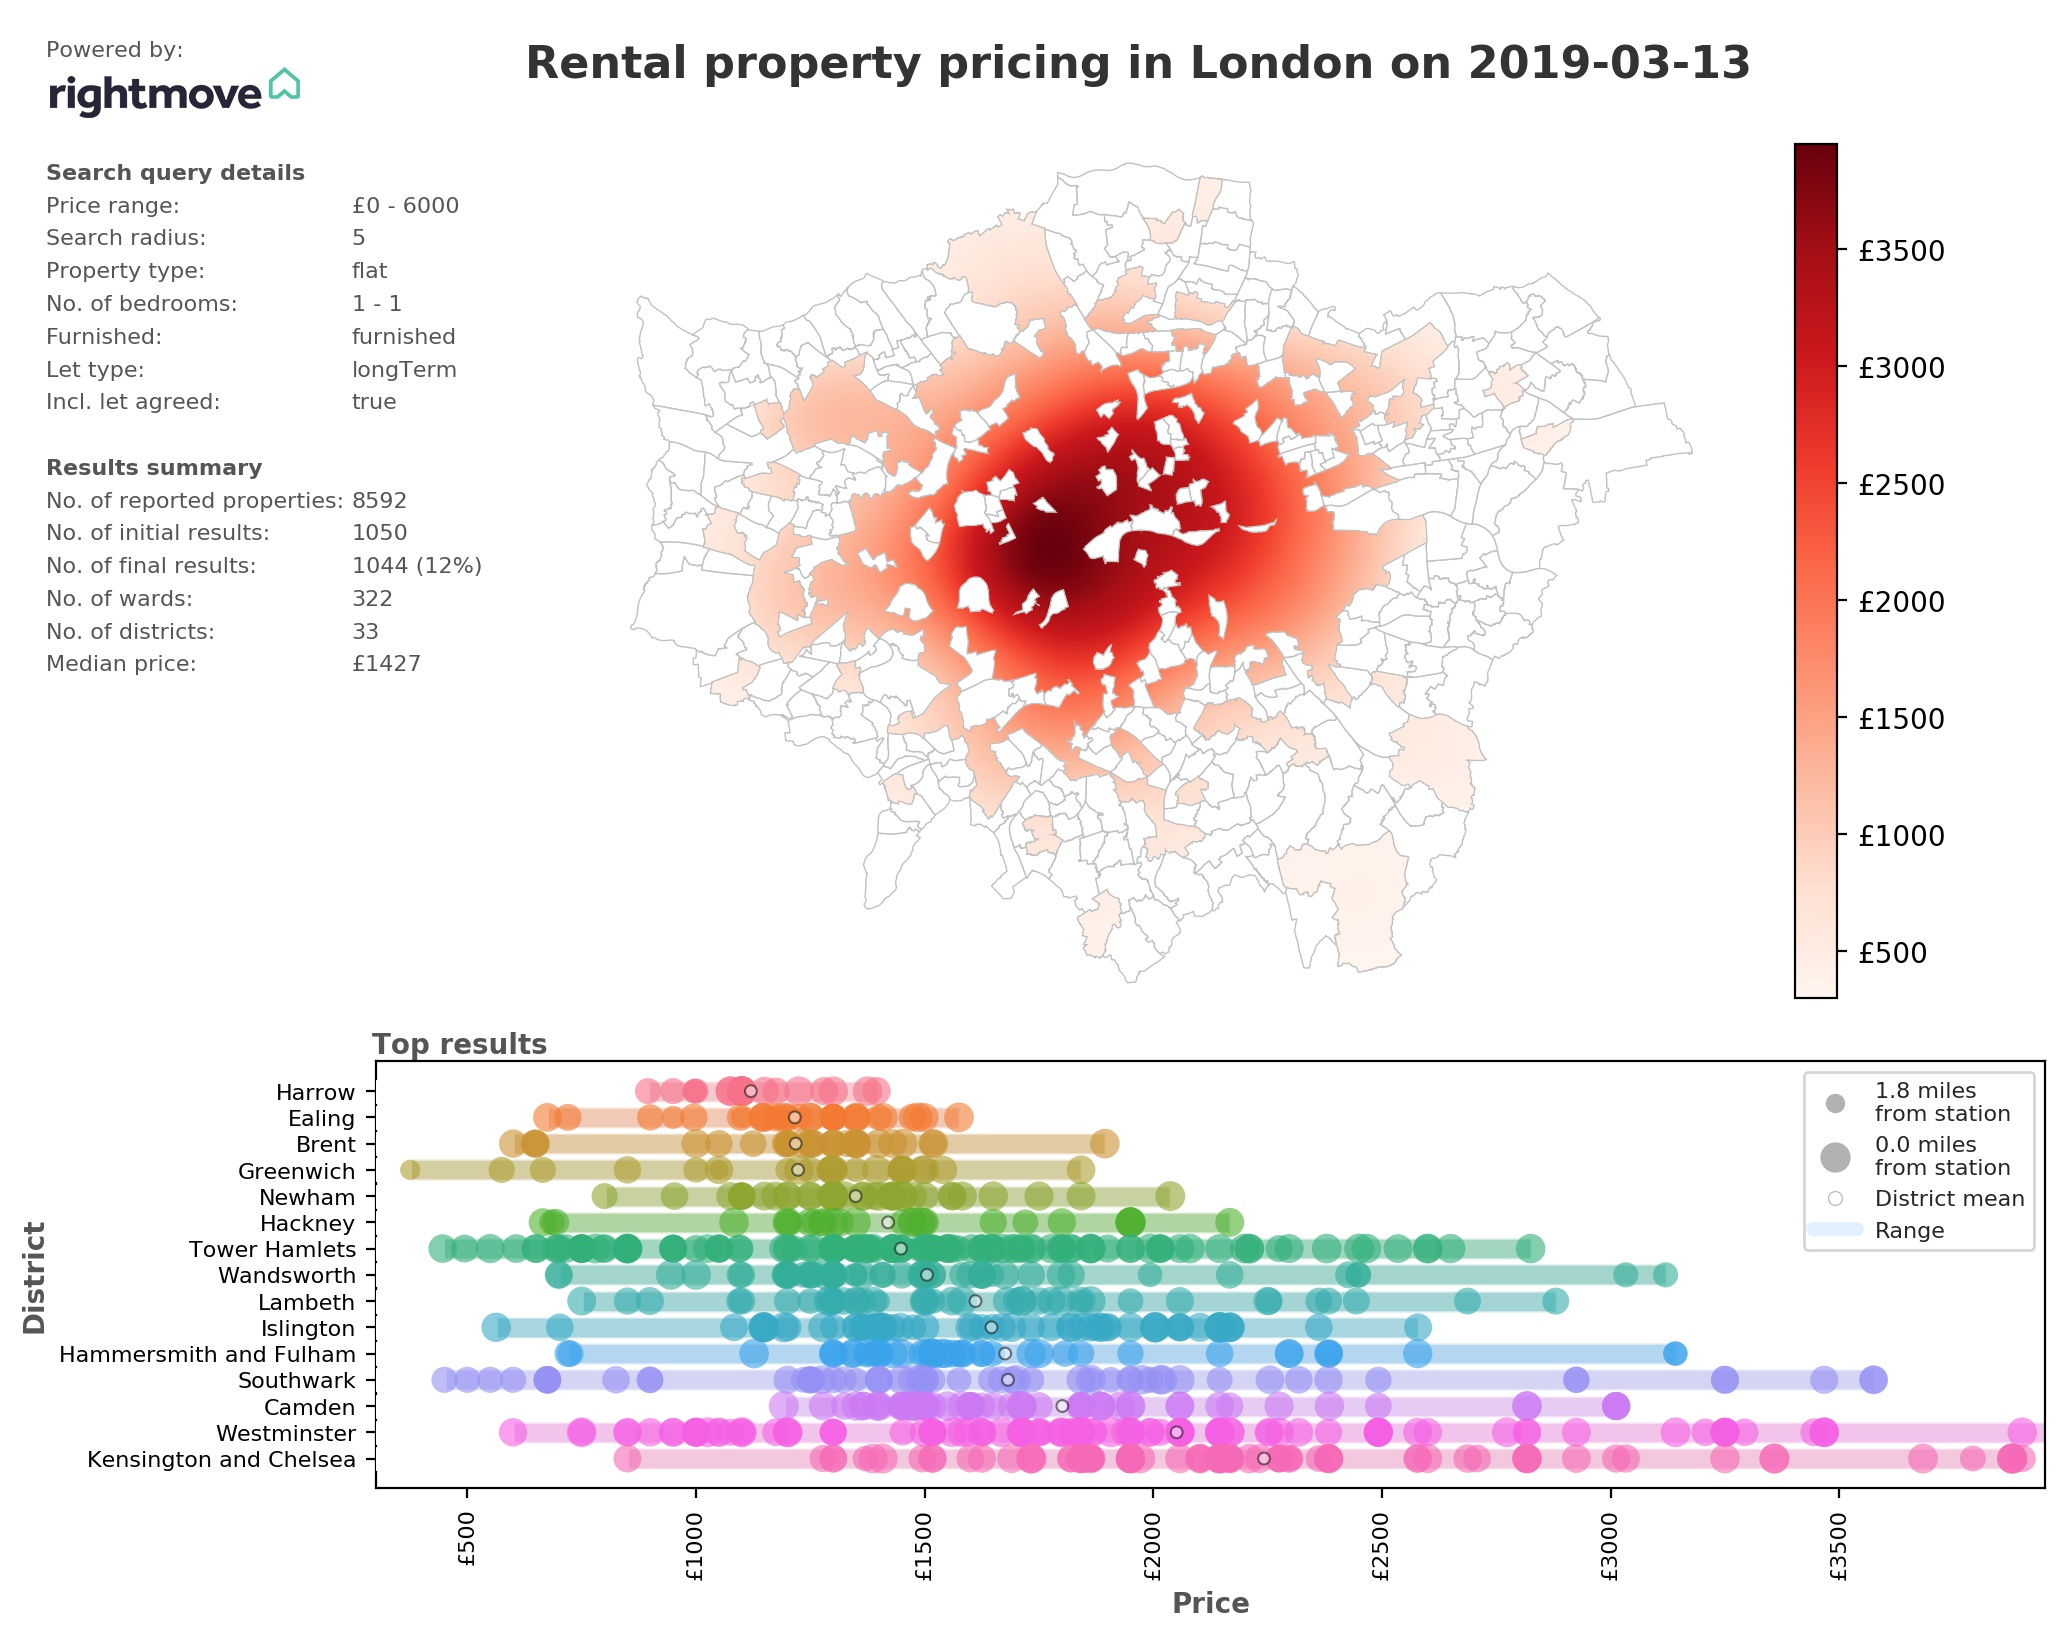 Powered by:
rightmove
Rental property pricing in London on 2019-03-13
Search query details
Price range: £0 - 6000
Search radius: 5
Property type: flat
No. of bedrooms: 1 - 1
Furnished: furnished
Let type: longTerm
Incl. let agreed: true
Results summary
No. of reported properties: 8592
No. of initial results: 1050
No. of final results: 1044 (12%)
No. of wards: 322
No. of districts: 33
Median price: £1427
£3500
£3000
£2500
£2000
£1500
£1000
£500
Top results
District
Harrow
Ealing
Brent
Greenwich
Newham
Hackney
Tower Hamlets
Wandsworth
Lambeth
Islington
Hammersmith and Fulham
Southwark
Camden
Westminster
Kensington and Chelsea
1.8 miles
from station
0.0 miles
from station
District mean
Range
£500
£1000
£1500
£2000
£2500
£3000
£3500
Price